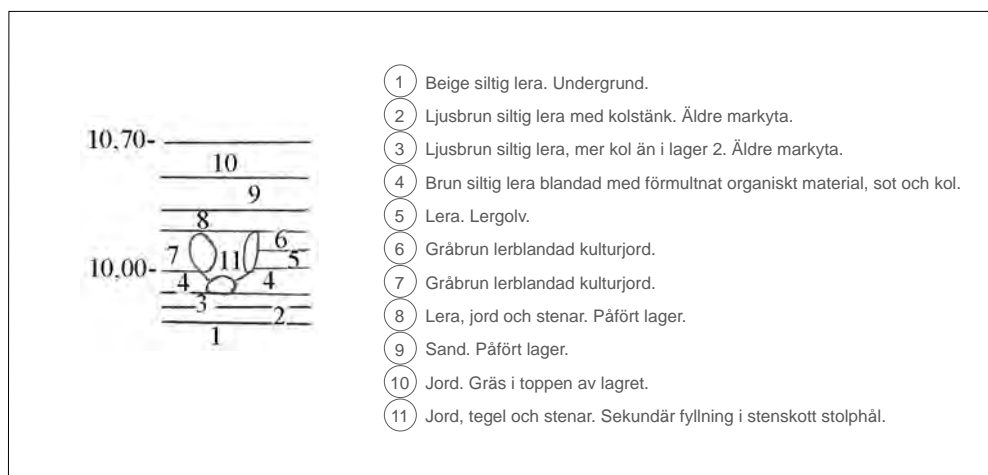 10,70-
10
9
8
7 11 6
5
10,00-
4 4
3
2
1
1 Beige siltig lera. Undergrund.
2 Ljusbrun siltig lera med kolstänk. Äldre markyta.
3 Ljusbrun siltig lera, mer kol än i lager 2. Äldre markyta.
4 Brun siltig lera blandad med förmultnat organiskt material, sot och kol.
5 Lera. Lergolv.
6 Gråbrun lerblandad kulturjord.
7 Gråbrun lerblandad kulturjord.
8 Lera, jord och stenar. Påfört lager.
9 Sand. Påfört lager.
10 Jord. Gräs i toppen av lagret.
11 Jord, tegel och stenar. Sekundär fyllning i stenskott stolphål.